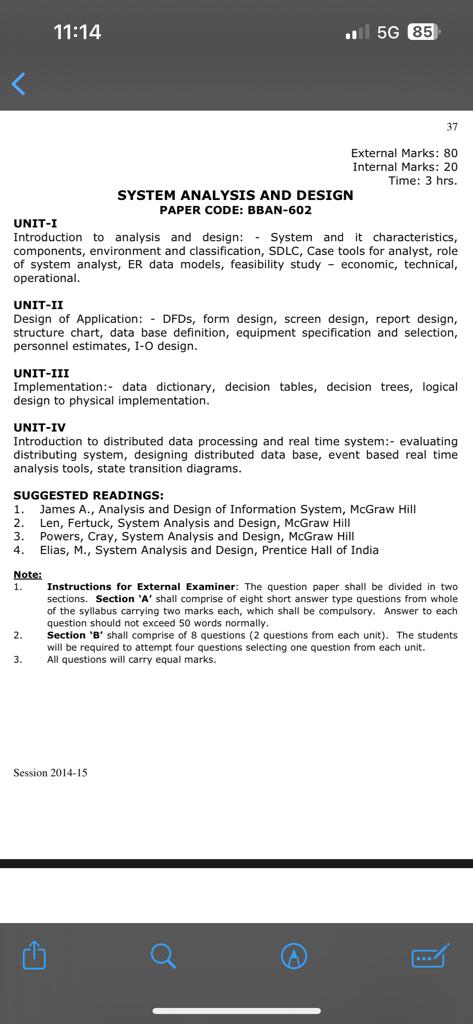 11:14
5G 85
37
External Marks: 80
Internal Marks: 20
Time: 3 hrs.
SYSTEM ANALYSIS AND DESIGN
PAPER CODE: BBAN-602
UNIT-I
Introduction to analysis and design: - System and it characteristics,
components, environment and classification, SDLC, Case tools for analyst, role
of system analyst, ER data models, feasibility study – economic, technical,
operational.
UNIT-II
Design of Application: - DFDs, form design, screen design, report design,
structure chart, data base definition, equipment specification and selection,
personnel estimates, I-O design.
UNIT-III
Implementation:- data dictionary, decision tables, decision trees, logical
design to physical implementation.
UNIT-IV
Introduction to distributed data processing and real time system:- evaluating
distributing system, designing distributed data base, event based real time
analysis tools, state transition diagrams.
SUGGESTED READINGS:
1. James A., Analysis and Design of Information System, McGraw Hill
2. Len, Fertuck, System Analysis and Design, McGraw Hill
3. Powers, Cray, System Analysis and Design, McGraw Hill
4. Elias, M., System Analysis and Design, Prentice Hall of India
Note:
1. Instructions for External Examiner: The question paper shall be divided in two
sections. Section ‘A’ shall comprise of eight short answer type questions from whole
of the syllabus carrying two marks each, which shall be compulsory. Answer to each
question should not exceed 50 words normally.
2. Section ‘B’ shall comprise of 8 questions (2 questions from each unit). The students
will be required to attempt four questions selecting one question from each unit.
3. All questions will carry equal marks.
Session 2014-15